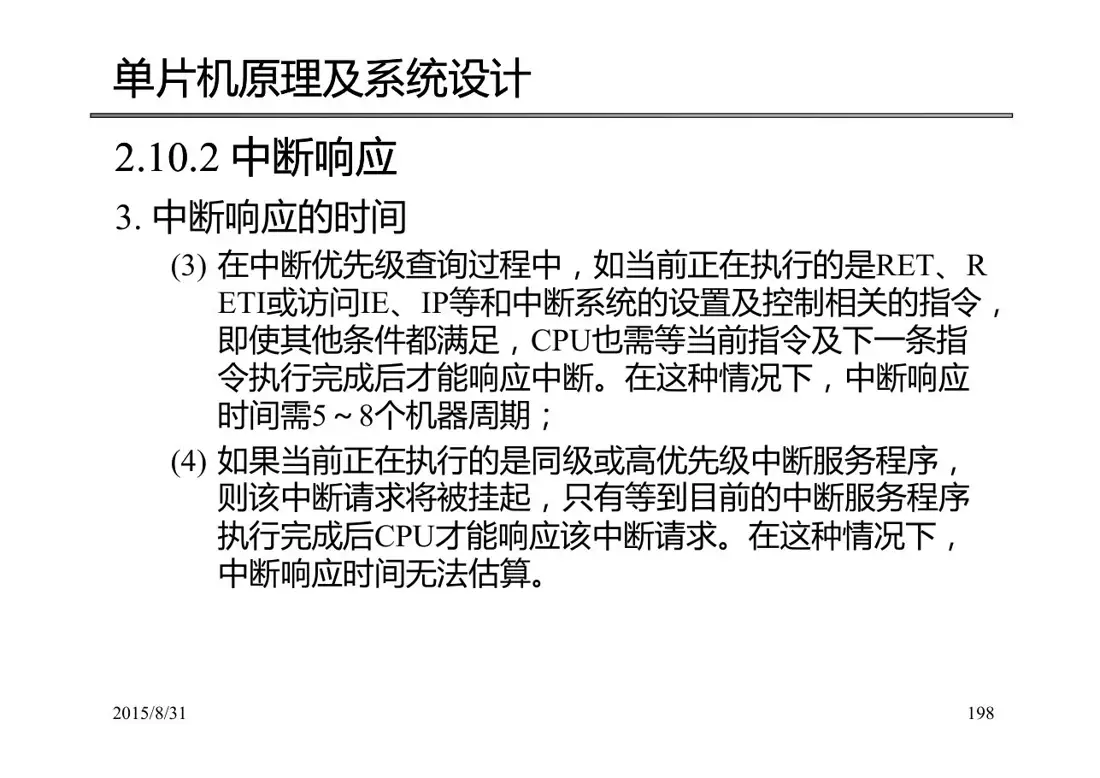 单片机原理及系统设计
2.10.2 中断响应
3. 中断响应的时间
(3) 在中断优先级查询过程中，如当前正在执行的是RET、R
ETI或访问IE、IP等和中断系统的设置及控制相关的指令，
即使其他条件都满足，CPU也需等当前指令及下一条指
令执行完成后才能响应中断。在这种情况下，中断响应
时间需5～8个机器周期；
(4) 如果当前正在执行的是同级或高优先级中断服务程序，
则该中断请求将被挂起，只有等到目前的中断服务程序
执行完成后CPU才能响应该中断请求。在这种情况下，
中断响应时间无法估算。
2015/8/31
198